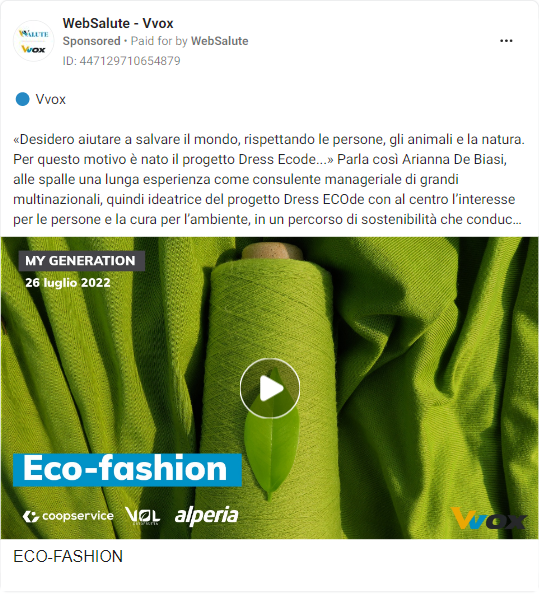 WebSalute - Vvox
Sponsored • Paid for by WebSalute
ID: 447129710654879
Vvox
«Desidero aiutare a salvare il mondo, rispettando le persone, gli animali e la natura.
Per questo motivo è nato il progetto Dress Ecode...» Parla così Arianna De Biasi,
alle spalle una lunga esperienza come consulente manageriale di grandi
multinazionali, quindi ideatrice del progetto Dress ECOde con al centro l’interesse
per le persone e la cura per l’ambiente, in un percorso di sostenibilità che conduc...
MY GENERATION
26 luglio 2022
Eco-fashion
coopservice VOL alperia
Vvox
ECO-FASHION